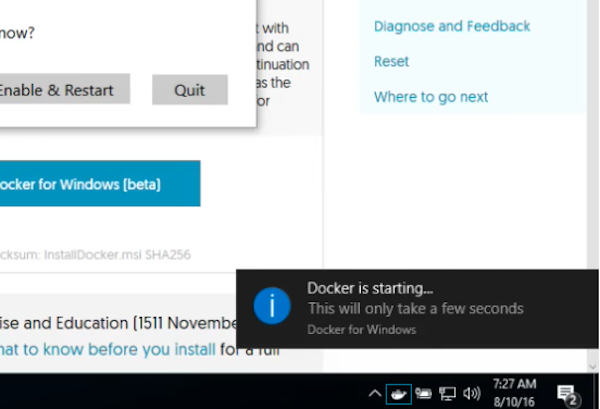 now?
Enable & Restart
Quit
t with
nd can
tinuation
as the
or
Diagnose and Feedback
Reset
Where to go next
ocker for Windows (beta)
cksum: InstallDocker.msi SHA256
Docker is starting...
This will only take a few seconds
Docker for Windows
ise and Education (1511 Novembe
hat to know before you install for a full
7:27 AM
8/10/16
2